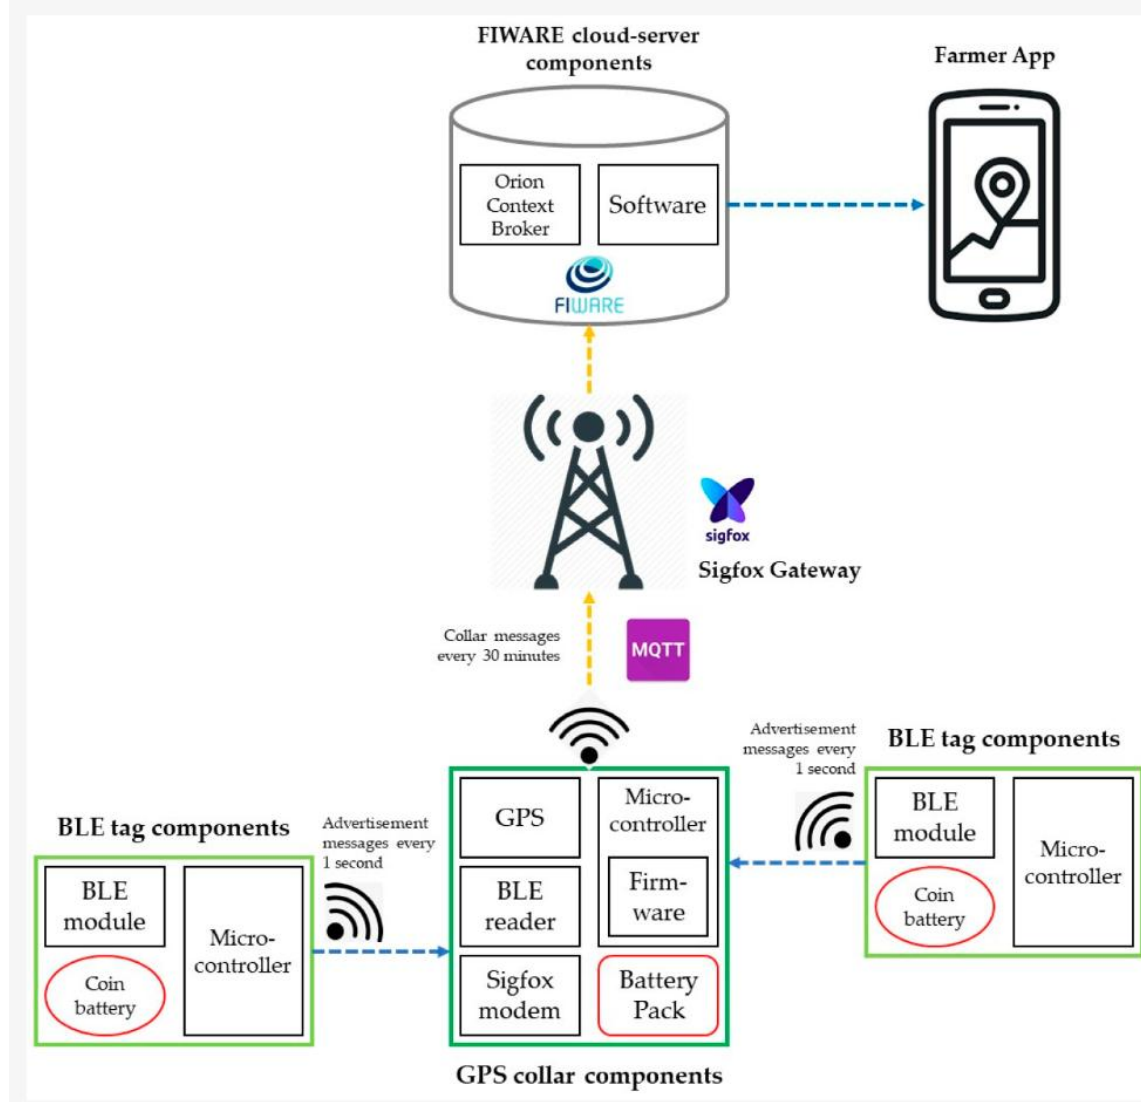 FIWARE cloud-server
components
Farmer App
Orion
Context
Broker
Software
FIWARE
sigfox
Sigfox Gateway
Collar messages
every 30 minutes
MQTT
Advertisement
messages every
1 second
BLE tag components
BLE
module
Coin
battery
Micro-
controller
GPS
Micro-
controller
BLE tag components
Advertisement
messages every
1 second
BLE
module
Coin
battery
Micro-
controller
BLE
reader
Firm-
ware
Sigfox
modem
Battery
Pack
GPS collar components